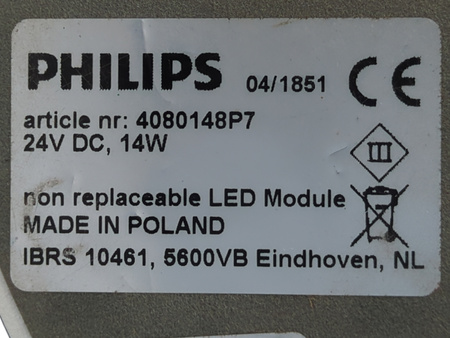 PHILIPS 04/1851 CE
article nr: 4080148P7
24V DC, 14W
III
non replaceable LED Module
MADE IN POLAND
IBRS 10461, 5600VB Eindhoven, NL